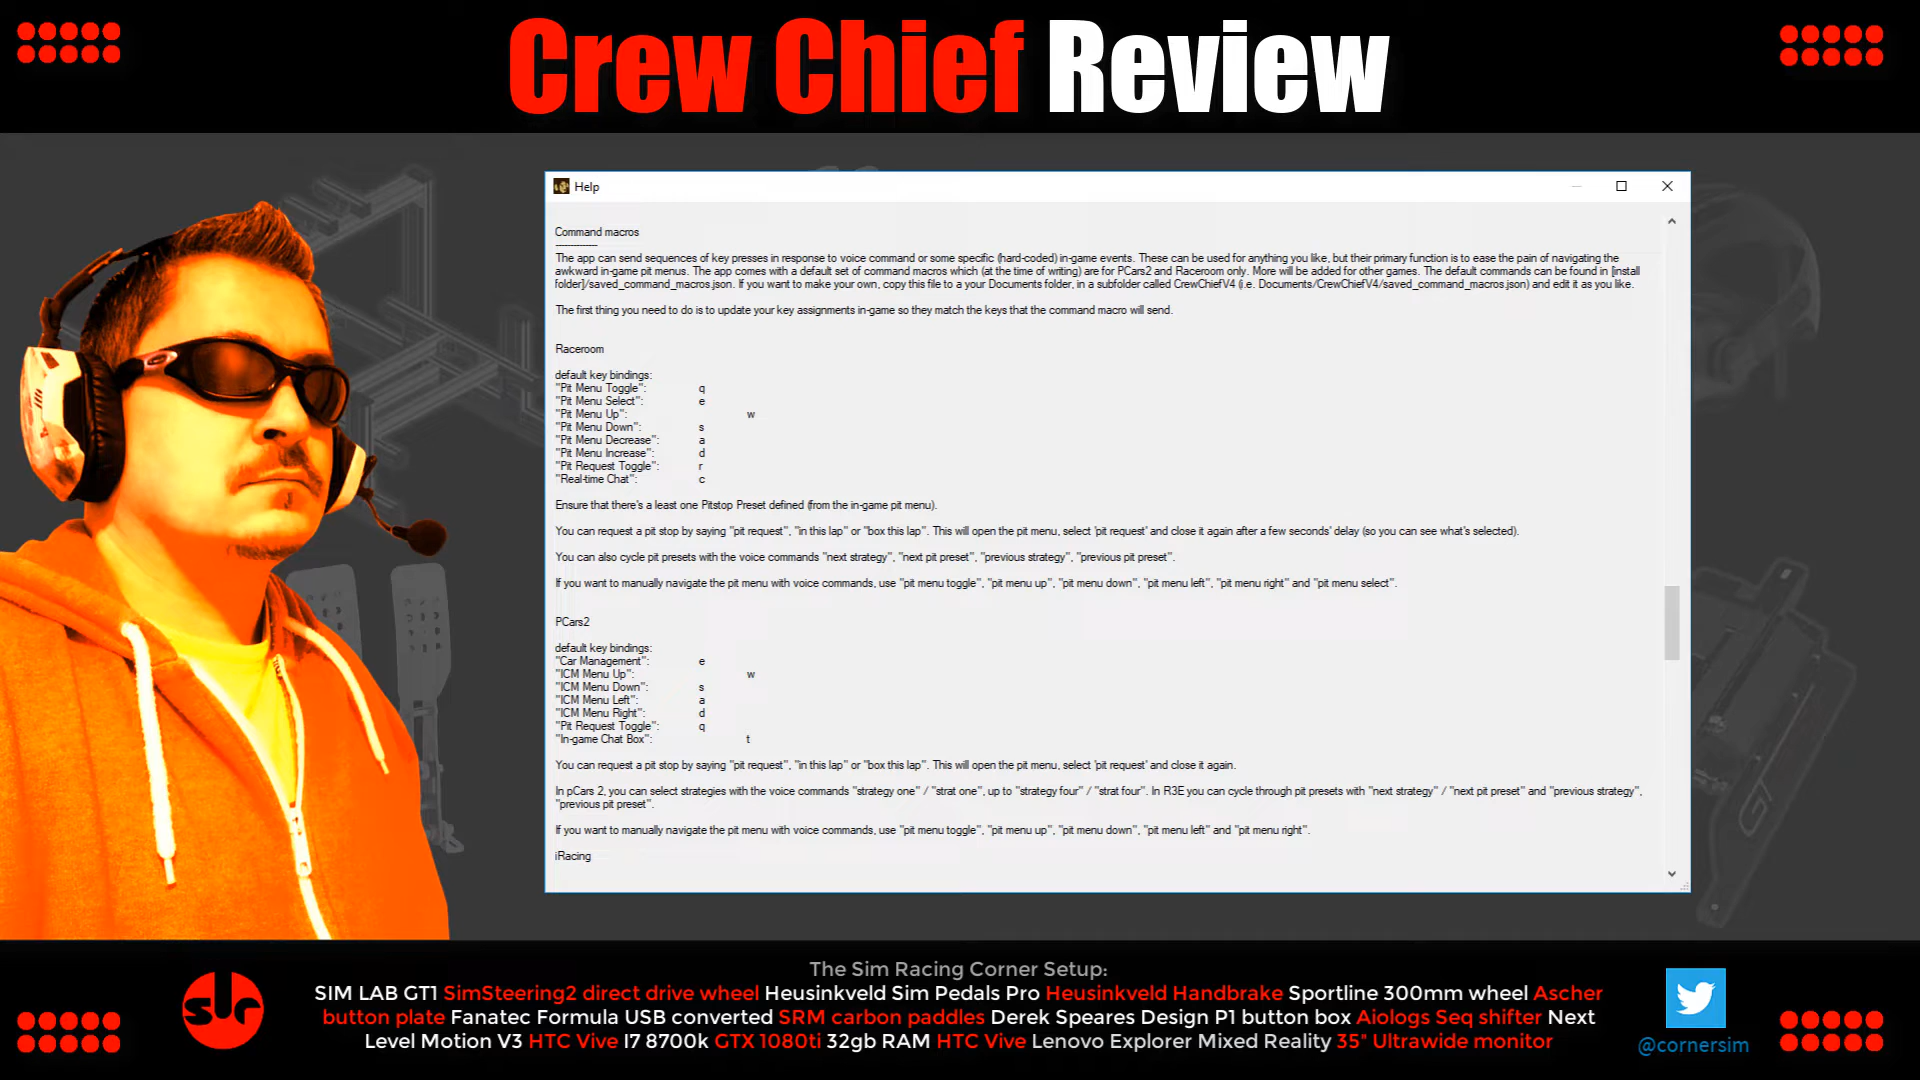 Crew Chief Review
Help
Command macros
--------------
The app can send sequences of key presses in response to voice command or some specific (hard-coded) in-game events. These can be used for anything you like, but their primary function is to ease the pain of navigating the
awkward in-game pit menus. The app comes with a default set of command macros which (at the time of writing) are for PCars2 and Raceroom only. More will be added for other games. The default commands can be found in [install
folder]/saved_command_macros.json. If you want to make your own, copy this file to a your Documents folder, in a subfolder called CrewChiefV4 (i.e. Documents/CrewChiefV4/saved_command_macros.json) and edit it as you like.
The first thing you need to do is to update your key assignments in-game so they match the keys that the command macro will send.
Raceroom
default key bindings:
"Pit Menu Toggle": q
"Pit Menu Select": e
"Pit Menu Up": w
"Pit Menu Down": s
"Pit Menu Decrease": a
"Pit Menu Increase": d
"Pit Request Toggle": r
"Real-time Chat": c
Ensure that there's a least one Pitstop Preset defined (from the in-game pit menu).
You can request a pit stop by saying "pit request", "in this lap" or "box this lap". This will open the pit menu, select 'pit request' and close it again after a few seconds' delay (so you can see what's selected).
You can also cycle pit presets with the voice commands "next strategy", "next pit preset", "previous strategy", "previous pit preset".
If you want to manually navigate the pit menu with voice commands, use "pit menu toggle", "pit menu up", "pit menu down", "pit menu left", "pit menu right" and "pit menu select".
PCars2
default key bindings:
"Car Management": e
"ICM Menu Up": w
"ICM Menu Down": s
"ICM Menu Left": a
"ICM Menu Right": d
"Pit Request Toggle": q
"In-game Chat Box": t
You can request a pit stop by saying "pit request", "in this lap" or "box this lap". This will open the pit menu, select 'pit request' and close it again.
In pCars 2, you can select strategies with the voice commands "strategy one" / "strat one", up to "strategy four" / "strat four". In R3E you can cycle through pit presets with "next strategy" / "next pit preset" and "previous strategy",
"previous pit preset".
If you want to manually navigate the pit menu with voice commands, use "pit menu toggle", "pit menu up", "pit menu down", "pit menu left" and "pit menu right".
iRacing
The Sim Racing Corner Setup:
SIM LAB GT1 SimSteering2 direct drive wheel Heusinkveld Sim Pedals Pro Heusinkveld Handbrake Sportline 300mm wheel Ascher
button plate Fanatec Formula USB converted SRM carbon paddles Derek Speares Design P1 button box Aiologs Seq shifter Next
Level Motion V3 HTC Vive I7 8700k GTX 1080ti 32gb RAM HTC Vive Lenovo Explorer Mixed Reality 35" Ultrawide monitor
@cornersim